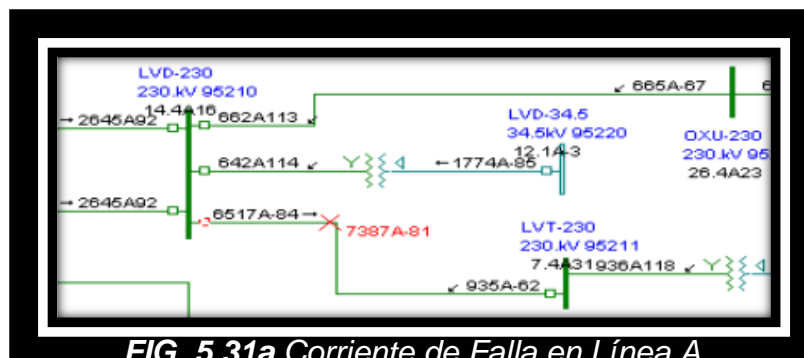 LVD-230
230.kV 95210
14.4A16
→ 2645A92
662A113
↙ 665A-67
LVD-34.5
34.5kV 95220
12.1A-3
OXU-230
230.kV 95
26.4A23
642A114 ↙
← 1774A-85
→ 2645A92
6517A-84 →
7387A-81
LVT-230
230.kV 95211
7.4A31
936A118 ↙
↙ 935A-62
FIG 5.31a Corriente de Falla en Línea A